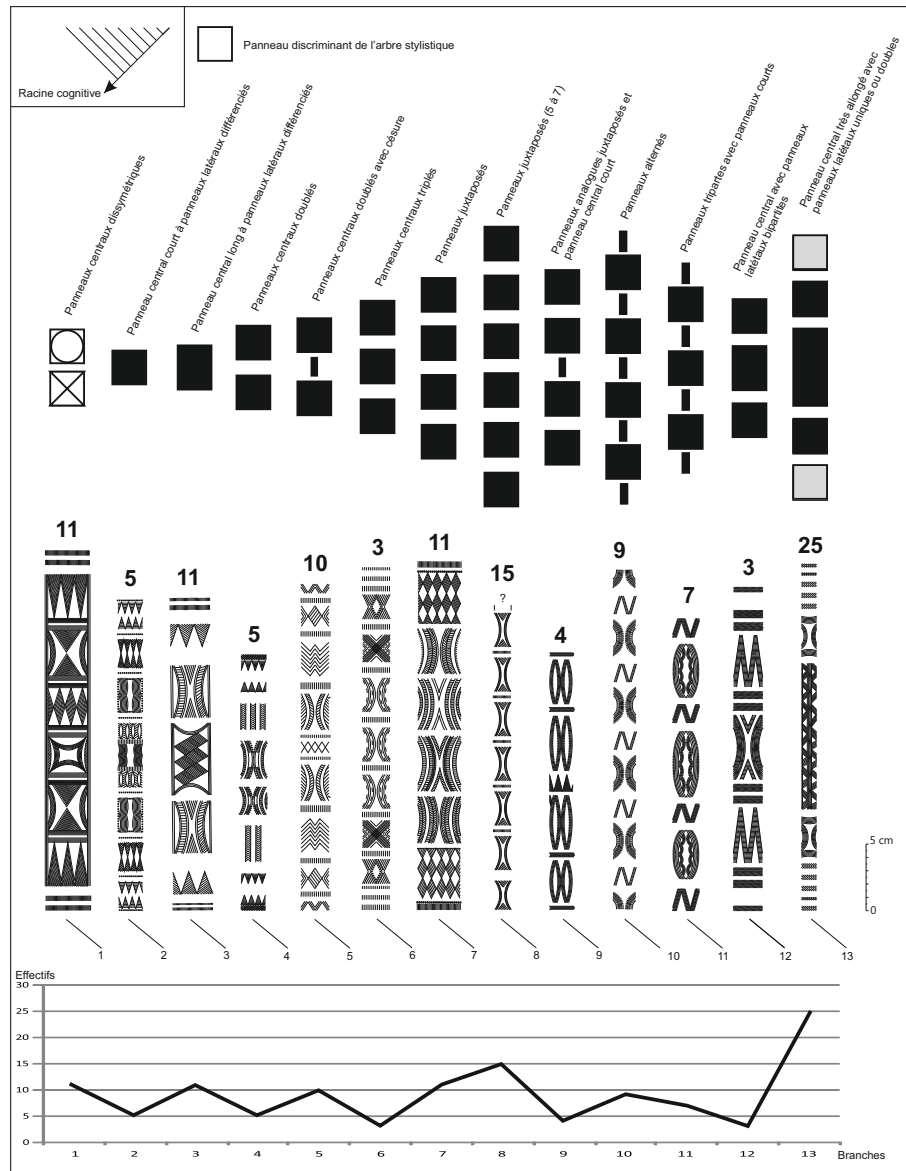 Racine cognitive
Panneau discriminant de l'arbre stylistique
Panneaux centraux dissymétriques
Panneau central court à panneaux latéraux différenciés
Panneau central long à panneaux latéraux différenciés
Panneaux centraux doublés
Panneaux centraux doublés avec césure
Panneaux centraux triplés
Panneaux juxtaposés
Panneaux juxtaposés (5 à 7)
Panneaux analogues juxtaposés et
panneau central court
Panneaux alternés
Panneaux tripartes avec panneaux courts
Panneau central avec panneaux
latétaux bipartites
Panneau central très allongé avec
panneaux latétaux uniques ou doubles
11
5
11
5
10
3
11
15
?
4
9
7
3
25
5 cm
0
1
2
3
4
5
6
7
8
9
10
11
12
13
Effectifs
30
25
20
15
10
5
0
1 2 3 4 5 6 7 8 9 10 11 12 13 Branches